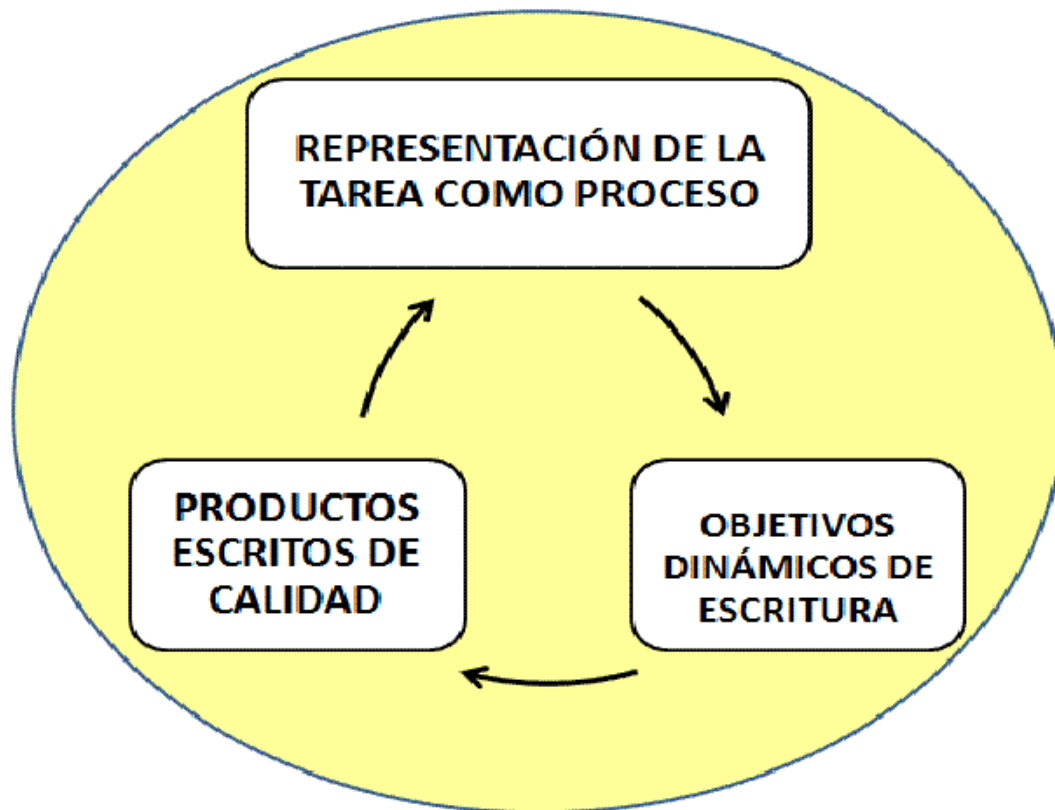 REPRESENTACIÓN DE LA
TAREA COMO PROCESO
PRODUCTOS
ESCRITOS DE
CALIDAD
OBJETIVOS
DINÁMICOS DE
ESCRITURA